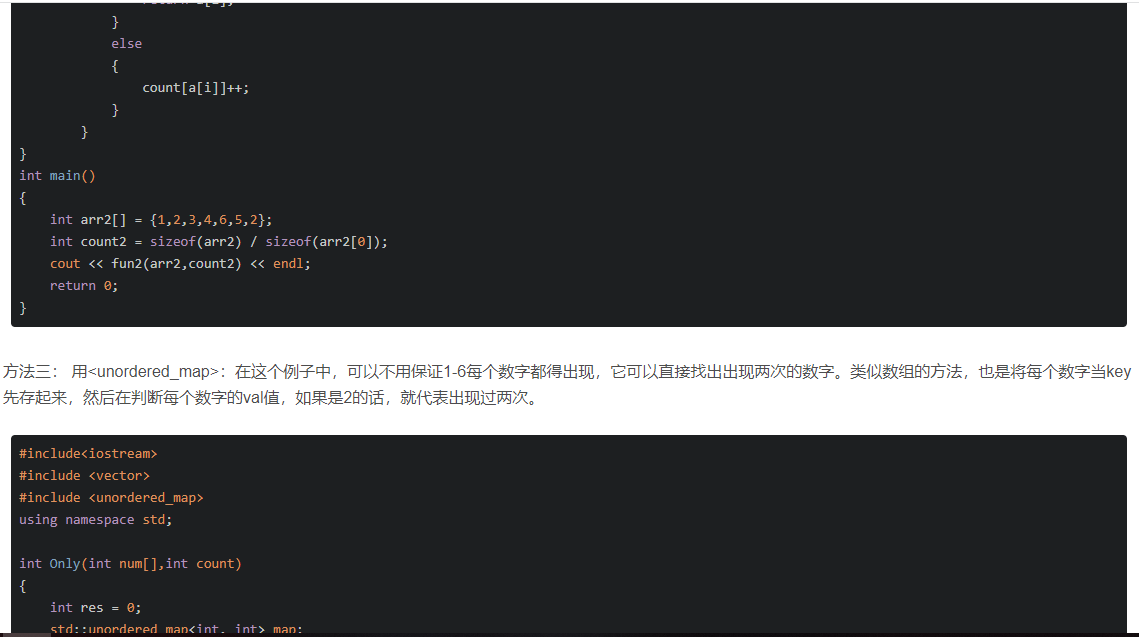 }
else
{
count[a[i]]++;
}
}
}
int main()
{
int arr2[] = {1,2,3,4,6,5,2};
int count2 = sizeof(arr2) / sizeof(arr2[0]);
cout << fun2(arr2,count2) << endl;
return 0;
}
方法三： 用<unordered_map>：在这个例子中，可以不用保证1-6每个数字都得出现，它可以直接找出出现两次的数字。类似数组的方法，也是将每个数字当key
先存起来，然后在判断每个数字的val值，如果是2的话，就代表出现过两次。
#include<iostream>
#include <vector>
#include <unordered_map>
using namespace std;
int Only(int num[],int count)
{
int res = 0;
std::unordered_map<int, int> map;